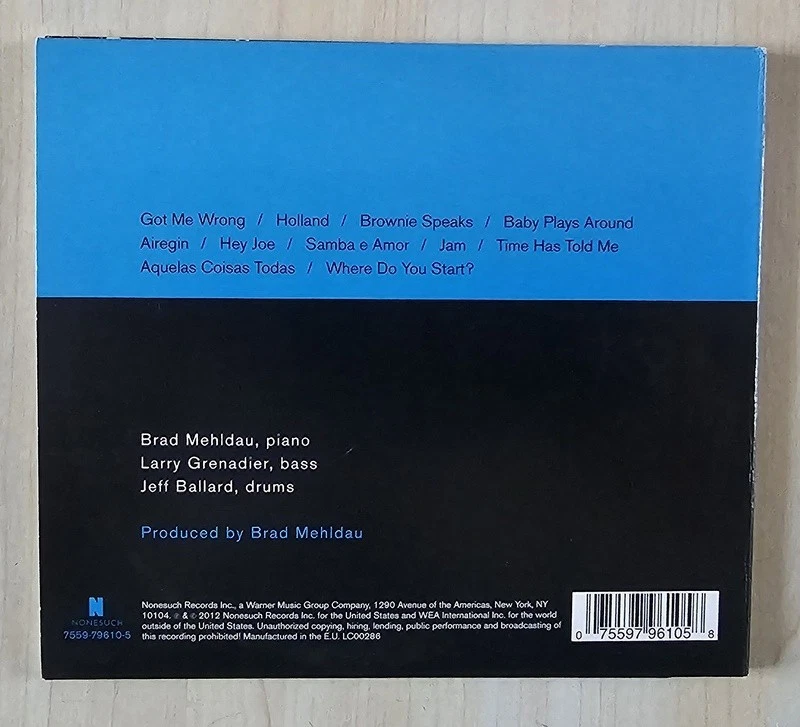 Got Me Wrong / Holland / Brownie Speaks / Baby Plays Around
Airegin / Hey Joe / Samba e Amor / Jam / Time Has Told Me
Aquelas Coisas Todas / Where Do You Start?
Brad Mehldau, piano
Larry Grenadier, bass
Jeff Ballard, drums
Produced by Brad Mehldau
N
NONESUCH
7559-79610-5
Nonesuch Records Inc., a Warner Music Group Company, 1290 Avenue of the Americas, New York, NY
10104. ℗ & © 2012 Nonesuch Records Inc. for the United States and WEA International Inc. for the world
outside of the United States. Unauthorized copying, hiring, lending, public performance and broadcasting of
this recording prohibited! Manufactured in the E.U. LC00286
0 75597 96105 8